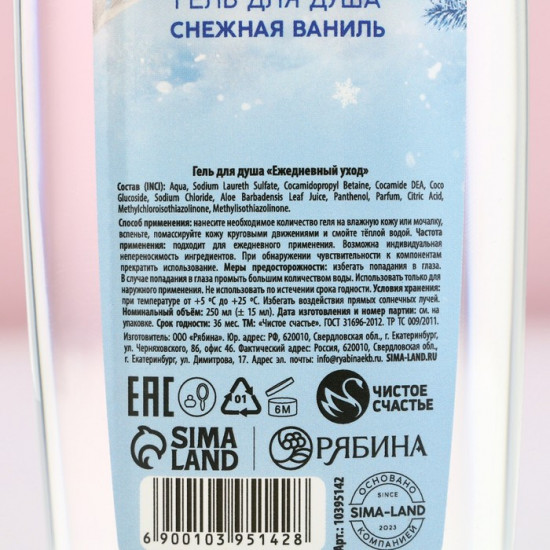 ГЕЛЬ ДЛЯ ДУША
СНЕЖНАЯ ВАНИЛЬ
Гель для душа «Ежедневный уход»
Состав (INCI): Aqua, Sodium Laureth Sulfate, Cocamidopropyl Betaine, Cocamide DEA, Coco
Glucoside, Sodium Chloride, Aloe Barbadensis Leaf Juice, Panthenol, Parfum, Citric Acid,
Methylchloroisothiazolinone, Methylisothiazolinone.
Способ применения: нанесите необходимое количество геля на влажную кожу или мочалку,
вспеньте, помассируйте кожу круговыми движениями и смойте тёплой водой. Частота
применения: подходит для ежедневного применения. Возможна индивидуальная
непереносимость ингредиентов. При обнаружении чувствительности к компонентам
прекратить использование. Меры предосторожности: избегать попадания в глаза.
В случае попадания в глаза промыть большим количеством воды. Использовать только для
наружного применения. Не использовать по истечении срока годности. Условия хранения:
при температуре от +5 °С до +25 °С. Избегать воздействия прямых солнечных лучей.
Номинальный объём: 250 мл (± 15 мл). Дата изготовления и номер партии: см. на
упаковке. Срок годности: 36 мес. ТМ: «Чистое счастье». ГОСТ 31696-2012. ТР ТС 009/2011.
Изготовитель: ООО «Рябина». Юр. адрес: РФ, 620010, Свердловская обл., г. Екатеринбург,
ул. Черняховского, 86, офис 46. Фактический адрес: Россия, 620010, Свердловская обл.,
г. Екатеринбург, ул. Димитрова, 17. Адрес эл. почты: info@ryabinaekb.ru. SIMA-LAND.RU
EAC
01
6M
ЧИСТОЕ
СЧАСТЬЕ
SIMA
LAND
РЯБИНА
6 900103 951428
Арт.: 10395142
ОСНОВАНО
SINCE
SIMA-LAND
2023
КОМПАНИЕЙ